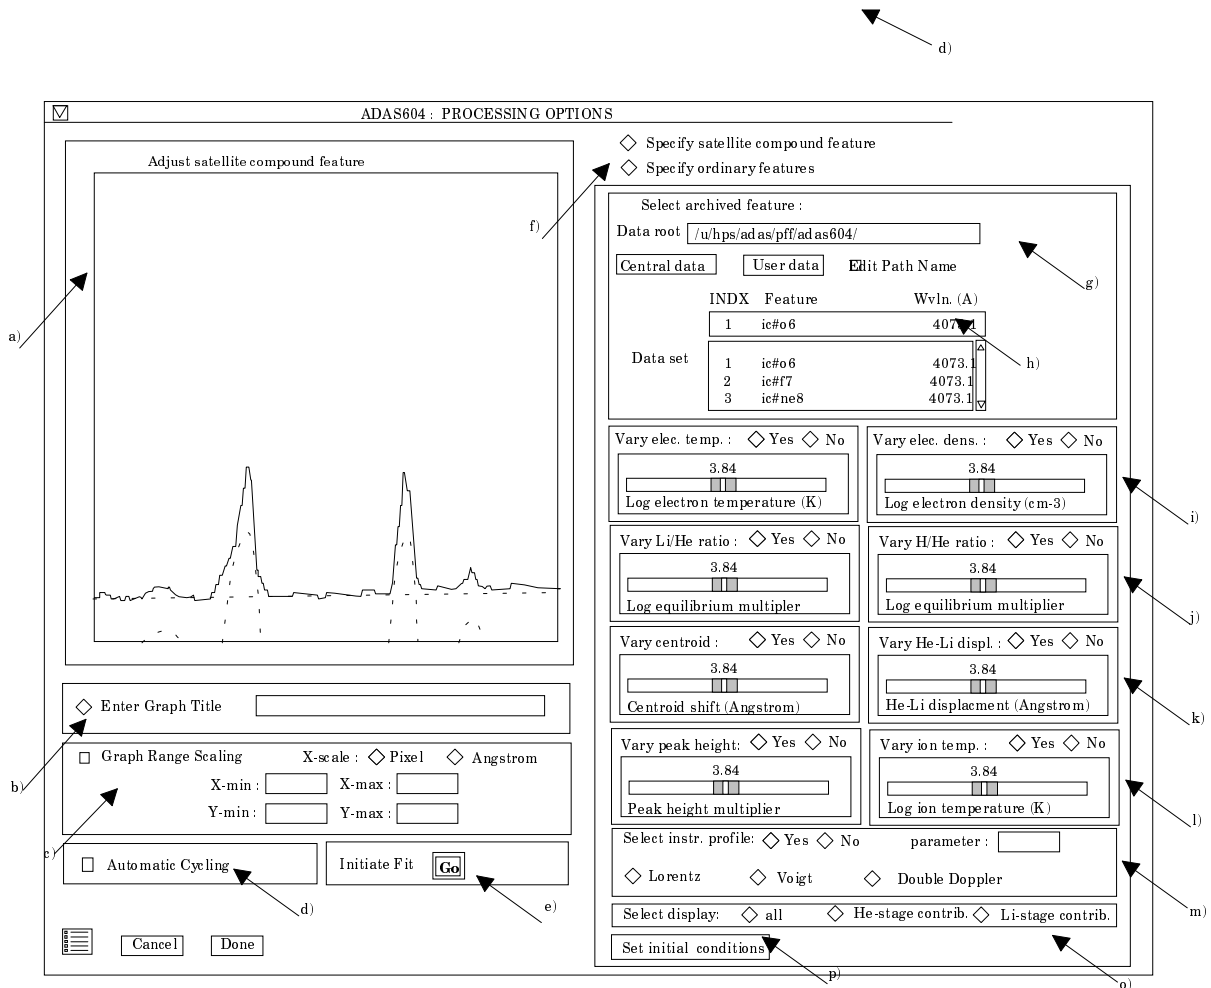 d)
ADAS604 : PROCESSING OPTIONS
Adjust satellite compound feature
a)
Enter Graph Title
b)
Graph Range Scaling X-scale : Pixel Angstrom
X-min : X-max :
Y-min : Y-max :
c)
Automatic Cycling
d)
Initiate Fit Go
e)
Cancel Done
Specify satellite compound feature
Specify ordinary features
f)
Select archived feature :
Data root /u/hps/adas/pff/adas604/
Central data User data Edit Path Name
g)
INDX Feature Wvln. (A)
1 ic#o6 4073.1
h)
Data set
1 ic#o6 4073.1
2 ic#f7 4073.1
3 ic#ne8 4073.1
Vary elec. temp. : Yes No
3.84
Log electron temperature (K)
Vary elec. dens. : Yes No
3.84
Log electron density (cm-3)
i)
Vary Li/He ratio : Yes No
3.84
Log equilibrium multipler
Vary H/He ratio : Yes No
3.84
Log equilibrium multiplier
j)
Vary centroid : Yes No
3.84
Centroid shift (Angstrom)
Vary He-Li displ. : Yes No
3.84
He-Li displacment (Angstrom)
k)
Vary peak height: Yes No
3.84
Peak height multiplier
Vary ion temp. : Yes No
3.84
Log ion temperature (K)
l)
Select instr. profile: Yes No parameter :
Lorentz Voigt Double Doppler
m)
Select display: all He-stage contrib. Li-stage contrib.
Set initial conditions
p)
o)